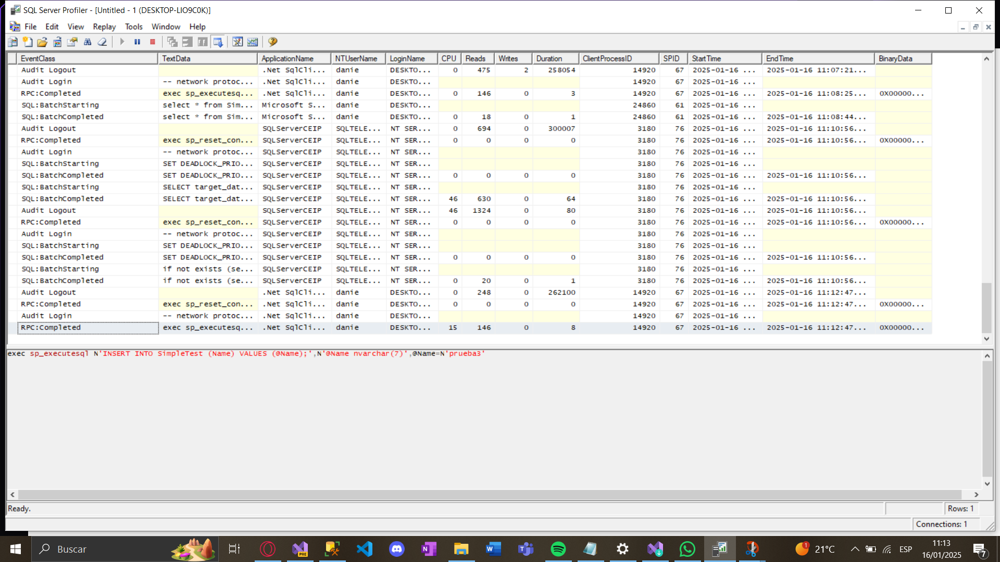 SQL Server Profiler - [Untitled - 1 (DESKTOP-LIO9C0K)]
File Edit View Replay Tools Window Help
EventClass TextData ApplicationName NTUserName LoginName CPU Reads Writes Duration ClientProcessID SPID StartTime EndTime BinaryData
Audit Logout .Net SqlCli... danie DESKTO... 0 475 2 258054 14920 67 2025-01-16 ... 2025-01-16 11:07:21...
Audit Login -- network protoc... .Net SqlCli... danie DESKTO... 14920 67 2025-01-16 ...
RPC:Completed exec sp_executesq... .Net SqlCli... danie DESKTO... 0 146 0 3 14920 67 2025-01-16 ... 2025-01-16 11:08:25... 0X00000...
SQL:BatchStarting select * from Sim... Microsoft S... danie DESKTO... 24860 61 2025-01-16 ...
SQL:BatchCompleted select * from Sim... Microsoft S... danie DESKTO... 0 18 0 1 24860 61 2025-01-16 ... 2025-01-16 11:08:44...
Audit Logout SQLServerCEIP SQLTELE... NT SER... 0 694 0 300007 3180 76 2025-01-16 ... 2025-01-16 11:10:56...
RPC:Completed exec sp_reset_con... SQLServerCEIP SQLTELE... NT SER... 0 0 0 0 3180 76 2025-01-16 ... 2025-01-16 11:10:56... 0X00000...
Audit Login -- network protoc... SQLServerCEIP SQLTELE... NT SER... 3180 76 2025-01-16 ...
SQL:BatchStarting SET DEADLOCK_PRIO... SQLServerCEIP SQLTELE... NT SER... 3180 76 2025-01-16 ...
SQL:BatchCompleted SET DEADLOCK_PRIO... SQLServerCEIP SQLTELE... NT SER... 0 0 0 0 3180 76 2025-01-16 ... 2025-01-16 11:10:56...
SQL:BatchStarting SELECT target_dat... SQLServerCEIP SQLTELE... NT SER... 3180 76 2025-01-16 ...
SQL:BatchCompleted SELECT target_dat... SQLServerCEIP SQLTELE... NT SER... 46 630 0 64 3180 76 2025-01-16 ... 2025-01-16 11:10:56...
Audit Logout SQLServerCEIP SQLTELE... NT SER... 46 1324 0 80 3180 76 2025-01-16 ... 2025-01-16 11:10:56...
RPC:Completed exec sp_reset_con... SQLServerCEIP SQLTELE... NT SER... 0 0 0 0 3180 76 2025-01-16 ... 2025-01-16 11:10:56... 0X00000...
Audit Login -- network protoc... SQLServerCEIP SQLTELE... NT SER... 3180 76 2025-01-16 ...
SQL:BatchStarting SET DEADLOCK_PRIO... SQLServerCEIP SQLTELE... NT SER... 3180 76 2025-01-16 ...
SQL:BatchCompleted SET DEADLOCK_PRIO... SQLServerCEIP SQLTELE... NT SER... 0 0 0 0 3180 76 2025-01-16 ... 2025-01-16 11:10:56...
SQL:BatchStarting if not exists (se... SQLServerCEIP SQLTELE... NT SER... 3180 76 2025-01-16 ...
SQL:BatchCompleted if not exists (se... SQLServerCEIP SQLTELE... NT SER... 0 20 0 1 3180 76 2025-01-16 ... 2025-01-16 11:10:56...
Audit Logout .Net SqlCli... danie DESKTO... 0 248 0 262100 14920 67 2025-01-16 ... 2025-01-16 11:12:47...
RPC:Completed exec sp_reset_con... .Net SqlCli... danie DESKTO... 0 0 0 0 14920 67 2025-01-16 ... 2025-01-16 11:12:47... 0X00000...
Audit Login -- network protoc... .Net SqlCli... danie DESKTO... 14920 67 2025-01-16 ...
RPC:Completed exec sp_executesq... .Net SqlCli... danie DESKTO... 15 146 0 8 14920 67 2025-01-16 ... 2025-01-16 11:12:47... 0X00000...
exec sp_executesql N'INSERT INTO SimpleTest (Name) VALUES (@Name);',N'@Name nvarchar(7)',@Name=N'prueba3'
Ready.
Rows: 1
Connections: 1
Buscar
PRE
N
W
1
21°C
ESP
11:13
16/01/2025
7